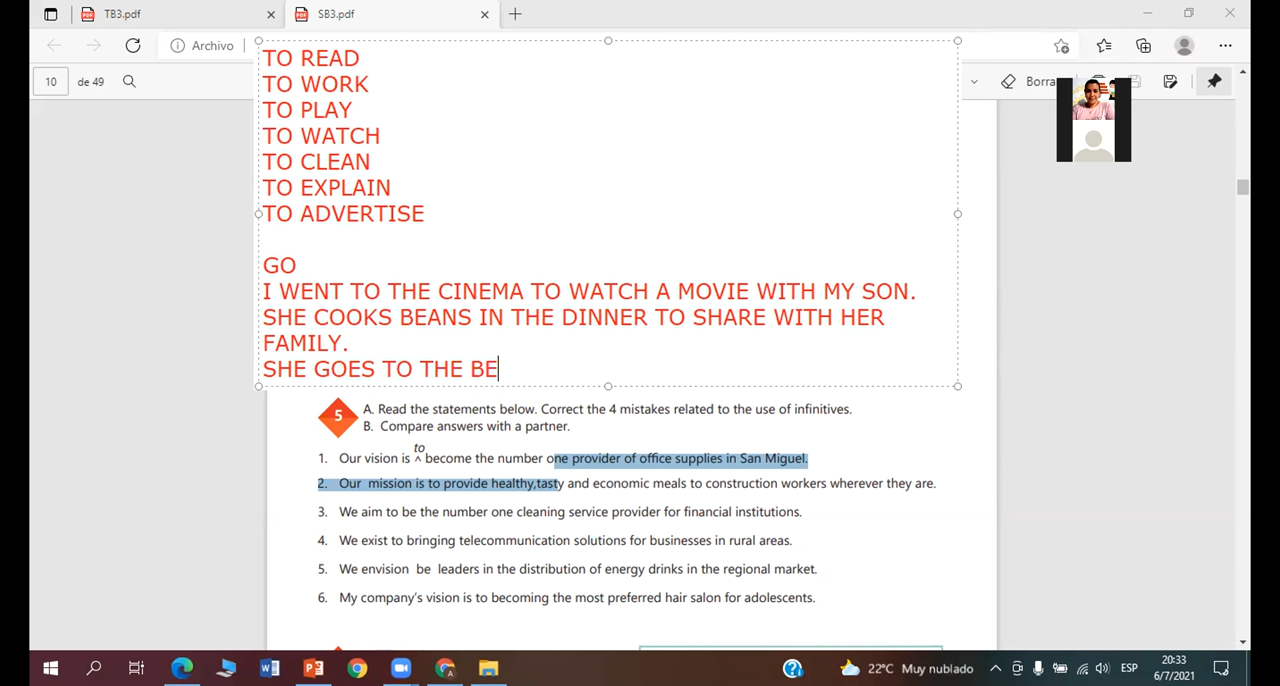 TB3.pdf
SB3.pdf
Archivo
10 de 49
Borra
TO READ
TO WORK
TO PLAY
TO WATCH
TO CLEAN
TO EXPLAIN
TO ADVERTISE
GO
I WENT TO THE CINEMA TO WATCH A MOVIE WITH MY SON.
SHE COOKS BEANS IN THE DINNER TO SHARE WITH HER
FAMILY.
SHE GOES TO THE BE
5
A. Read the statements below. Correct the 4 mistakes related to the use of infinitives.
B. Compare answers with a partner.
to
1. Our vision is ^ become the number one provider of office supplies in San Miguel.
2. Our mission is to provide healthy,tasty and economic meals to construction workers wherever they are.
3. We aim to be the number one cleaning service provider for financial institutions.
4. We exist to bringing telecommunication solutions for businesses in rural areas.
5. We envision be leaders in the distribution of energy drinks in the regional market.
6. My company's vision is to becoming the most preferred hair salon for adolescents.
22°C Muy nublado
ESP
20:33
6/7/2021